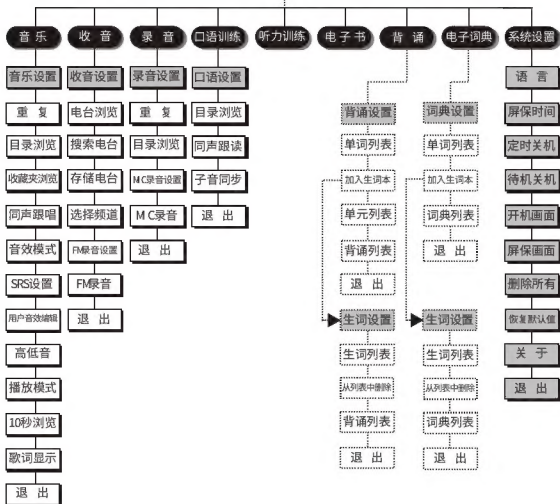 音乐 收音 录音 口语训练 听力训练 电子书 背诵 电子词典 系统设置
音乐设置
重复
目录浏览
收藏夹浏览
同声跟唱
音效模式
SRS设置
用户音效编辑
高低音
播放模式
10秒浏览
歌词显示
退出
收音设置
电台浏览
搜索电台
存储电台
选择频道
FM录音设置
FM录音
退出
录音设置
重复
目录浏览
MIC录音设置
MIC录音
退出
口语设置
目录浏览
同声跟读
子音同步
退出
背诵设置
单词列表
加入生词本
单元列表
背诵列表
退出
生词设置
生词列表
从列表中删除
背诵列表
退出
词典设置
单词列表
加入生词本
词典列表
退出
生词设置
生词列表
从列表中删除
词典列表
退出
语言
屏保时间
定时关机
待机关机
开机画面
屏保画面
删除所有
恢复默认值
关于
退出